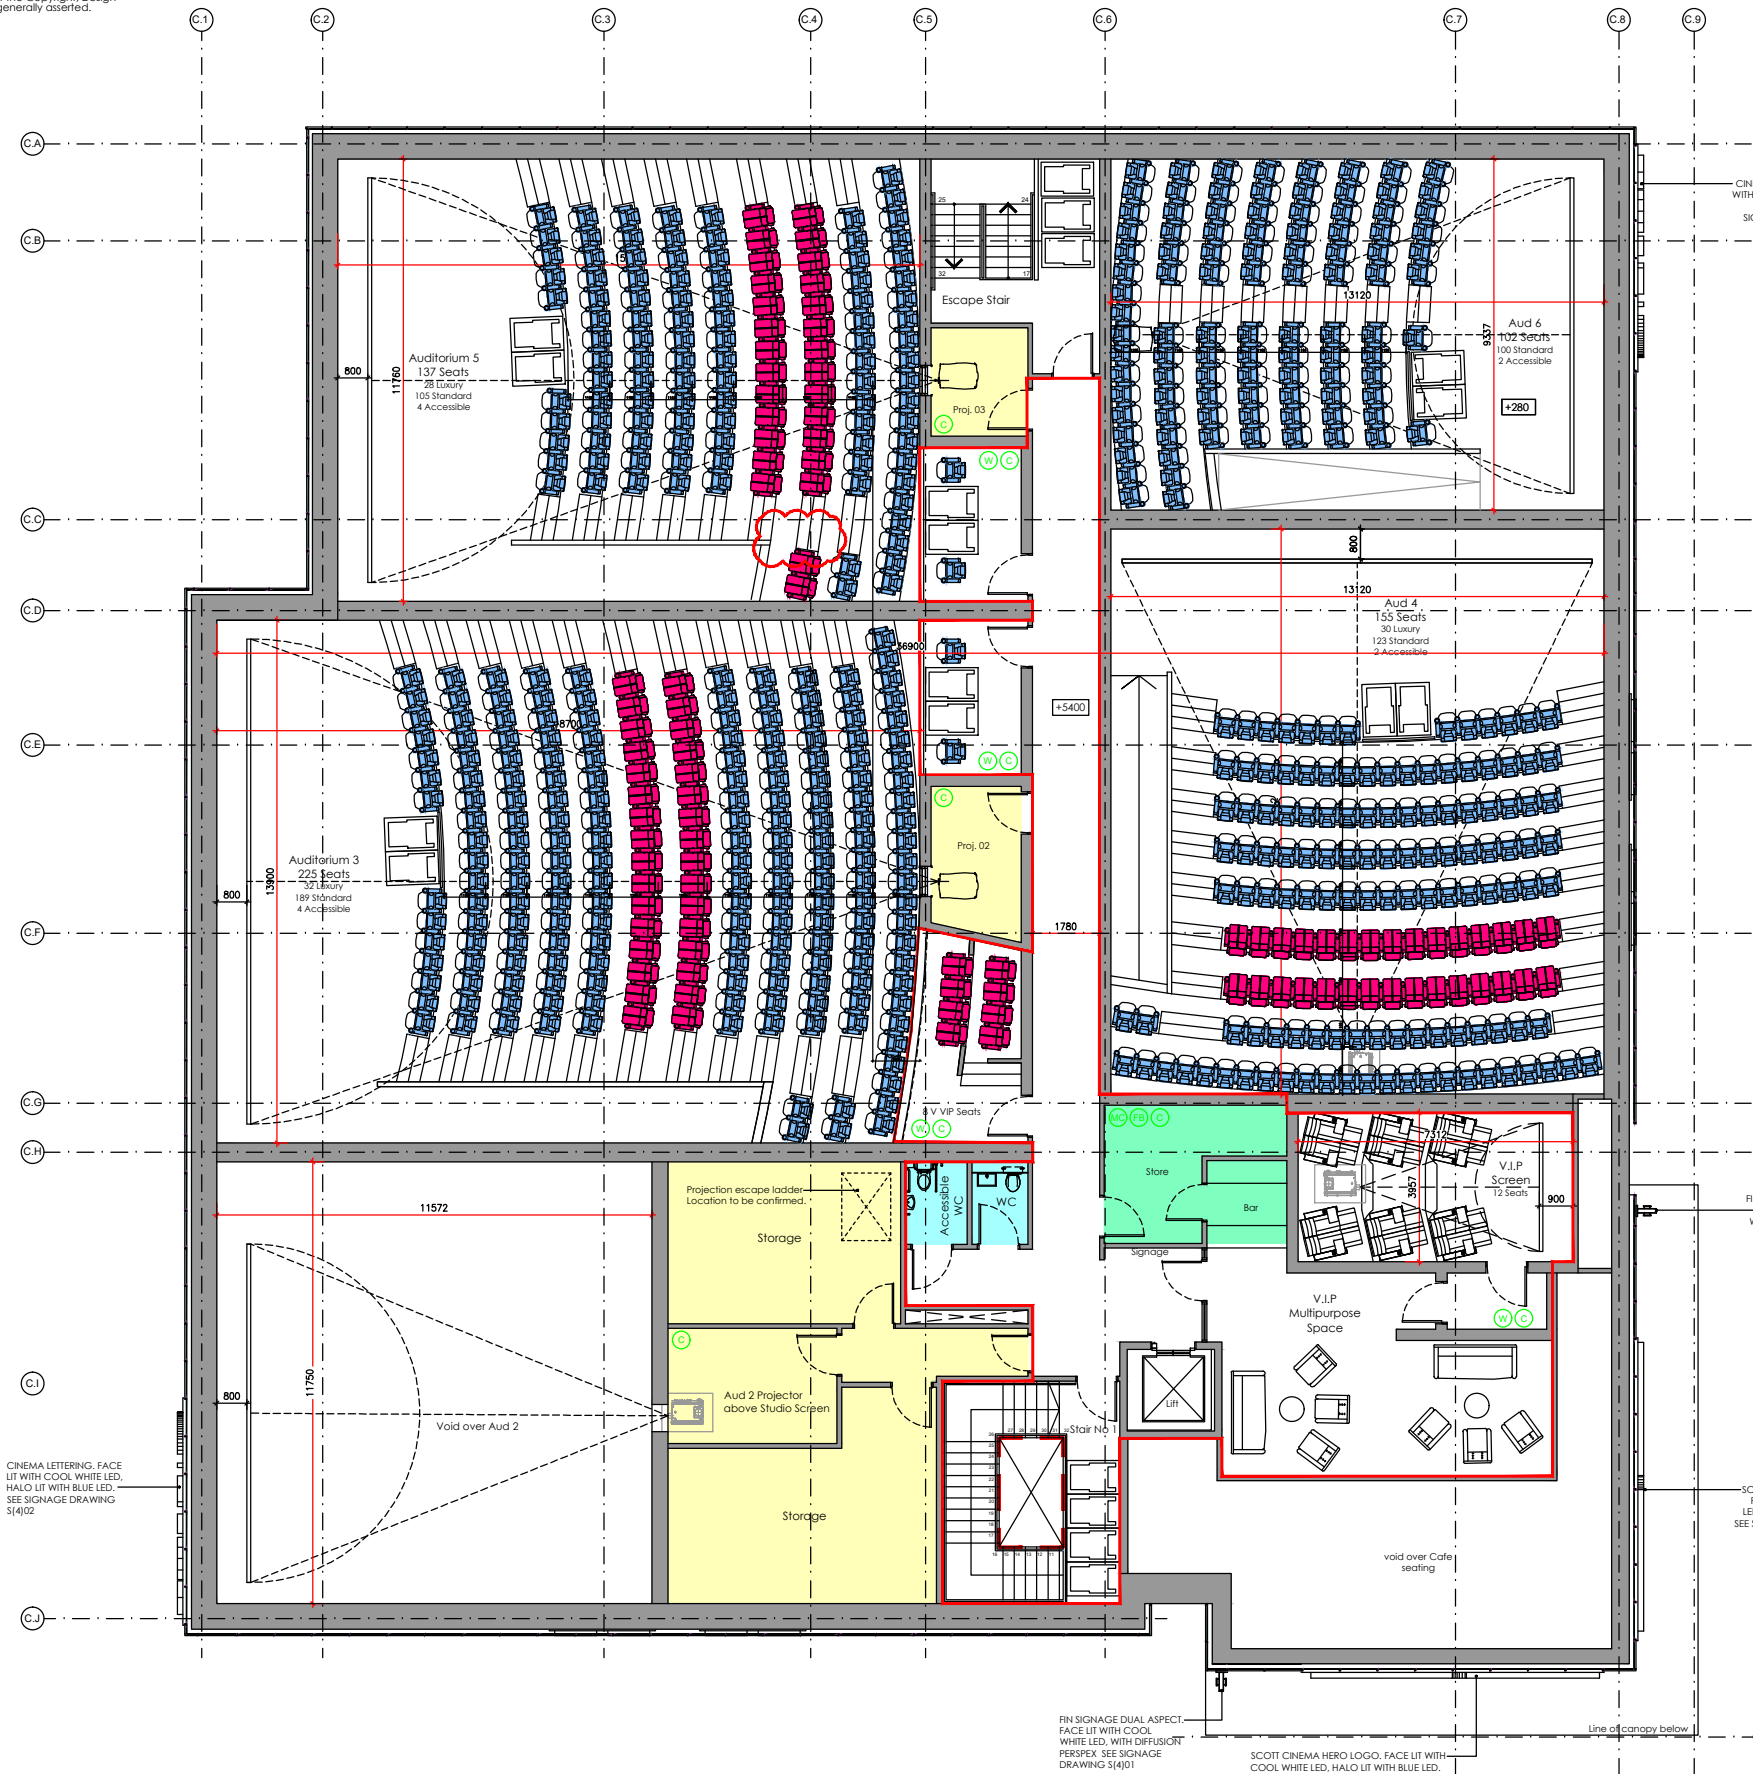 generally asserted.
C.1
C.2
C.3
C.4
C.5
C.6
C.7
C.8
C.9
C.A
C.B
C.C
C.D
C.E
C.F
C.G
C.H
C.I
C.J
25
24
32
17
Escape Stair
Proj. 03
C
Auditorium 5
137 Seats
28 Luxury
105 Standard
4 Accessible
800
11760
13120
9337
Aud 6
102 Seats
100 Standard
2 Accessible
+280
W
C
800
13120
Aud 4
155 Seats
30 Luxury
123 Standard
2 Accessible
36900
+5400
W
C
C
Proj. 02
Auditorium 3
225 Seats
32 Luxury
189 Standard
4 Accessible
800
13900
1780
8 V VIP Seats
W
C
MC
FB
C
Store
Bar
Signage
7312
3957
V.I.P
Screen
12 Seats
900
Projection escape ladder
Location to be confirmed.
Storage
Accessible
WC
WC
11572
11750
800
Void over Aud 2
C
Aud 2 Projector
above Studio Screen
Storage
Stair No 1
Lift
V.I.P
Multipurpose
Space
W
C
void over Cafe
seating
CINEMA LETTERING. FACE
LIT WITH COOL WHITE LED,
HALO LIT WITH BLUE LED.
SEE SIGNAGE DRAWING
S(4)02
FIN SIGNAGE DUAL ASPECT.
FACE LIT WITH COOL
WHITE LED, WITH DIFFUSION
PERSPEX SEE SIGNAGE
DRAWING S(4)01
SCOTT CINEMA HERO LOGO. FACE LIT WITH
COOL WHITE LED, HALO LIT WITH BLUE LED.
Line of canopy below